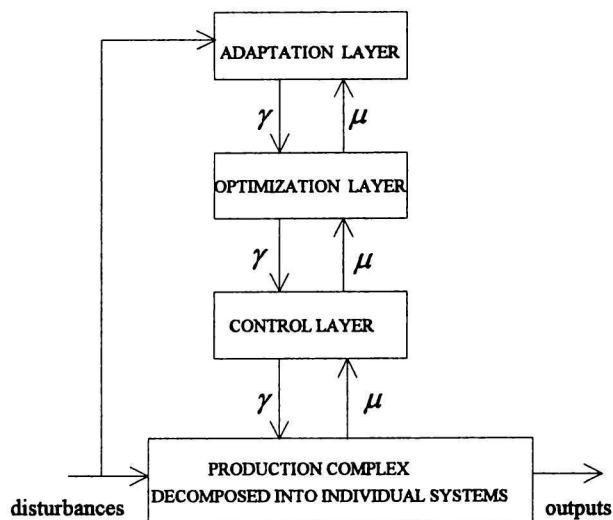 ADAPTATION LAYER
γ μ
OPTIMIZATION LAYER
γ μ
CONTROL LAYER
γ μ
PRODUCTION COMPLEX
DECOMPOSED INTO INDIVIDUAL SYSTEMS
disturbances
outputs